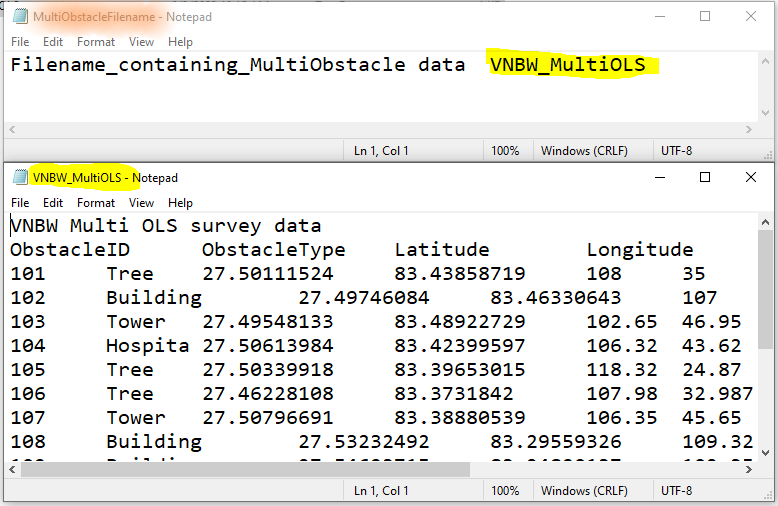 MultiObstacleFilename - Notepad
File Edit Format View Help
Filename_containing_MultiObstacle data VNBW_MultiOLS
Ln 1, Col 1 100% Windows (CRLF) UTF-8
VNBW_MultiOLS - Notepad
File Edit Format View Help
VNBW Multi OLS survey data
ObstacleID ObstacleType Latitude Longitude
101 Tree 27.50111524 83.43858719 108 35
102 Building 27.49746084 83.46330643 107
103 Tower 27.49548133 83.48922729 102.65 46.95
104 Hospita 27.50613984 83.42399597 106.32 43.62
105 Tree 27.50339918 83.39653015 118.32 24.87
106 Tree 27.46228108 83.3731842 107.98 32.987
107 Tower 27.50796691 83.38880539 106.35 45.65
108 Building 27.53232492 83.29559326 109.32
Ln 1, Col 1 100% Windows (CRLF) UTF-8